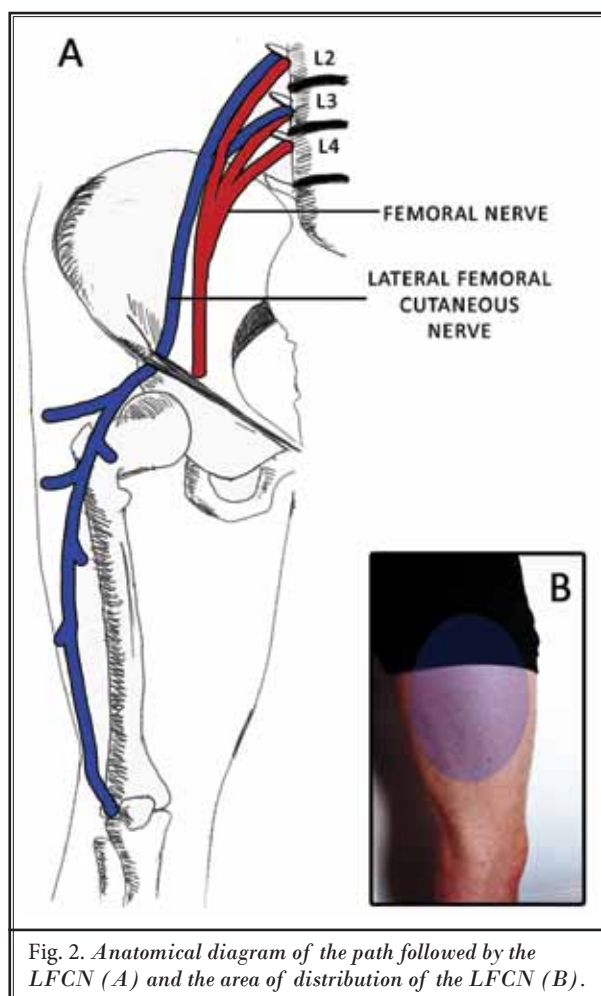 A
L2
L3
L4
FEMORAL NERVE
LATERAL FEMORAL
CUTANEOUS
NERVE
B
Fig. 2. Anatomical diagram of the path followed by the
LFCN (A) and the area of distribution of the LFCN (B).